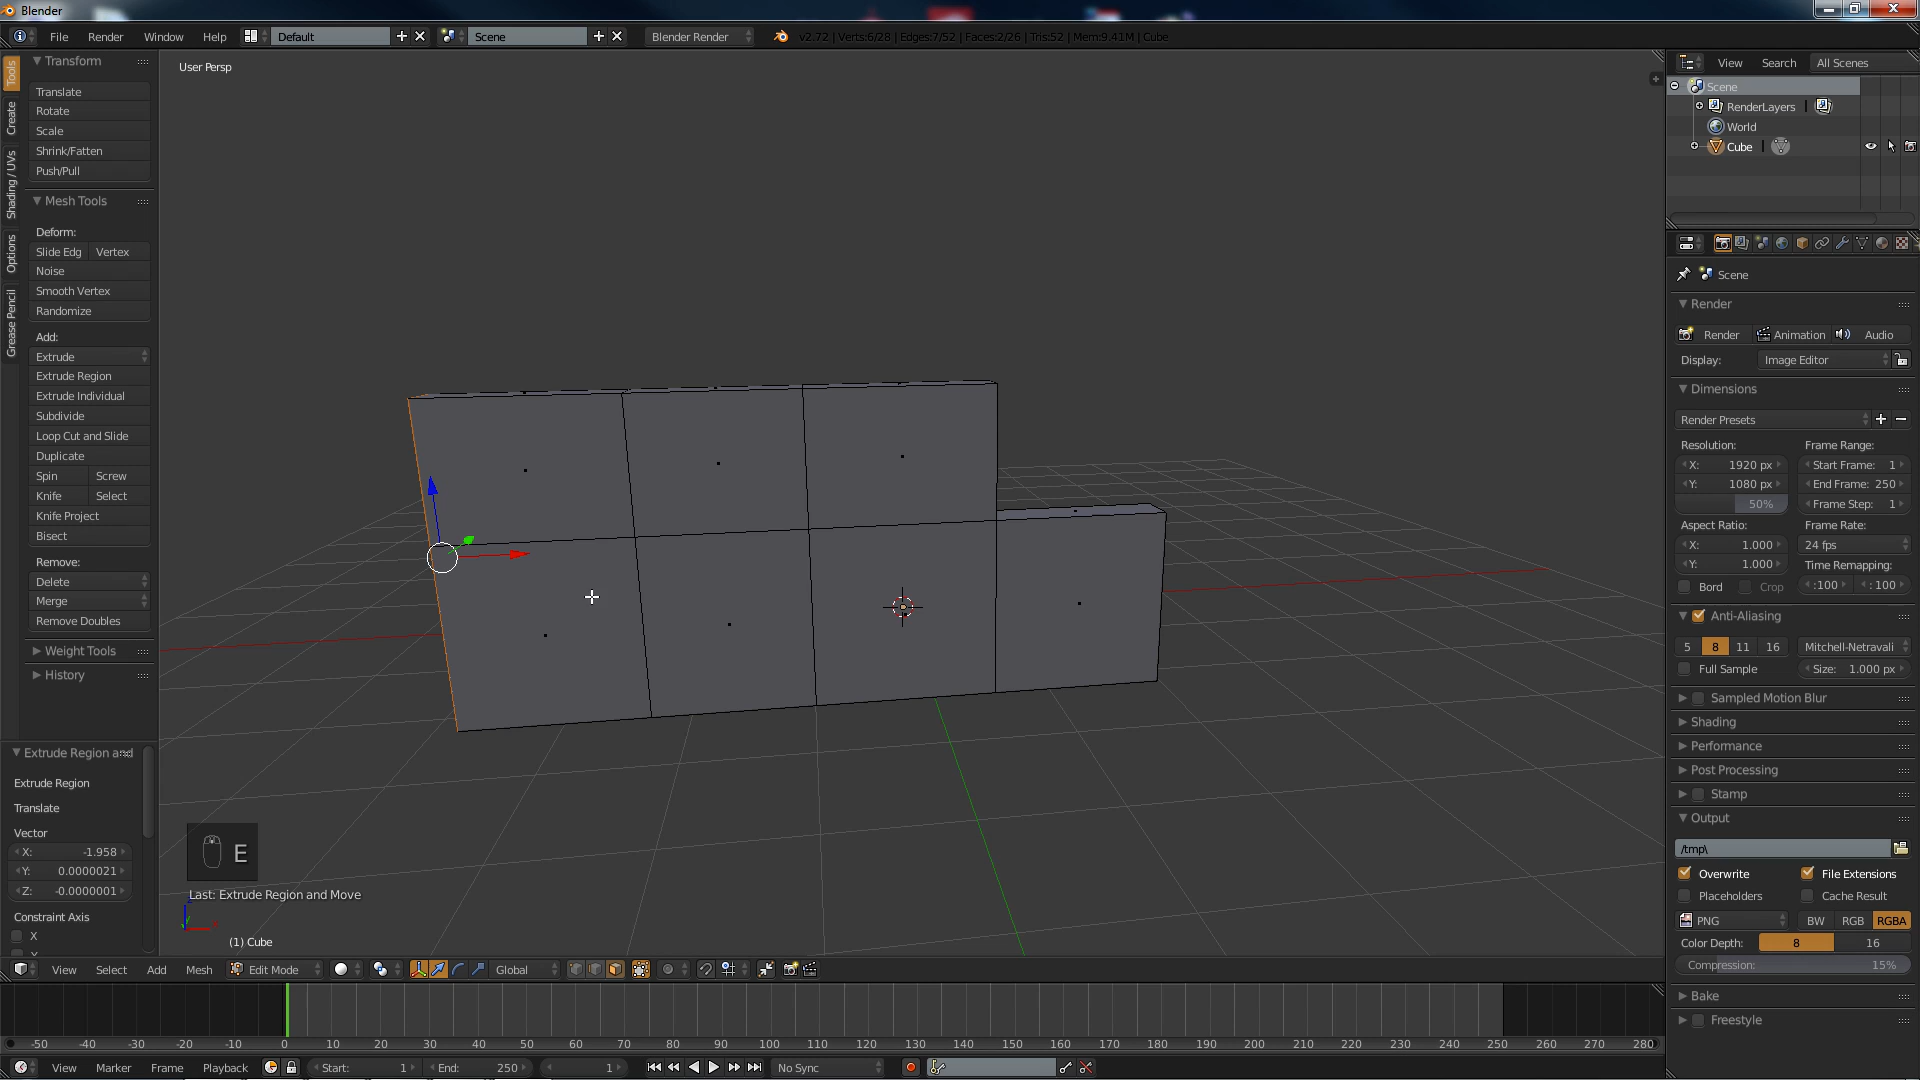 Blender
File Render Window Help Default Scene Blender Render v2.72 | Verts:6/28 | Edges:7/52 | Faces:2/26 | Tris:52 | Mem:9.41M | Cube
Tools
Create
Shading / UVs
Options
Grease Pencil
Transform
Translate
Rotate
Scale
Shrink/Fatten
Push/Pull
Mesh Tools
Deform:
Slide Edg Vertex
Noise
Smooth Vertex
Randomize
Add:
Extrude
Extrude Region
Extrude Individual
Subdivide
Loop Cut and Slide
Duplicate
Spin Screw
Knife Select
Knife Project
Bisect
Remove:
Delete
Merge
Remove Doubles
Weight Tools
History
Extrude Region and
Extrude Region
Translate
Vector
X: -1.958
Y: 0.0000021
Z: -0.0000001
Constraint Axis
X
User Persp
E
Last: Extrude Region and Move
(1) Cube
View Select Add Mesh Edit Mode Global
-50 -40 -30 -20 -10 0 10 20 30 40 50 60 70 80 90 100 110 120 130 140 150 160 170 180 190 200 210 220 230 240 250 260 270 280
View Marker Frame Playback Start: 1 End: 250 1 No Sync
View Search All Scenes
Scene
RenderLayers
World
Cube
Scene
Render
Render Animation Audio
Display: Image Editor
Dimensions
Render Presets
Resolution: Frame Range:
X: 1920 px Start Frame: 1
Y: 1080 px End Frame: 250
50% Frame Step: 1
Aspect Ratio: Frame Rate:
X: 1.000 24 fps
Y: 1.000 Time Remapping:
Bord Crop :100 : 100
Anti-Aliasing
5 8 11 16 Mitchell-Netravali
Full Sample Size: 1.000 px
Sampled Motion Blur
Shading
Performance
Post Processing
Stamp
Output
/tmp\
Overwrite File Extensions
Placeholders Cache Result
PNG BW RGB RGBA
Color Depth: 8 16
Compression: 15%
Bake
Freestyle